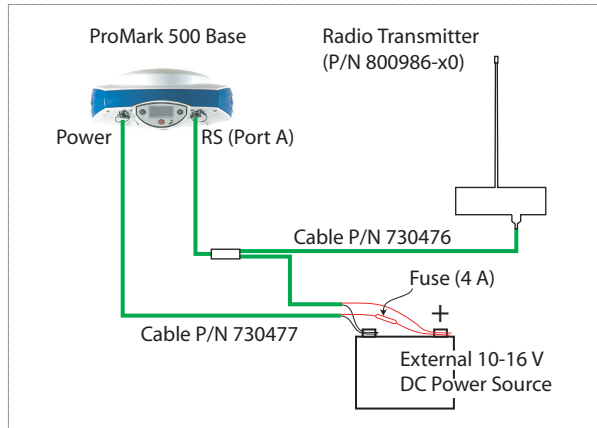 ProMark 500 Base
Radio Transmitter
(P/N 800986-x0)
Power
RS (Port A)
Cable P/N 730476
Fuse (4 A)
+
Cable P/N 730477
External 10-16 V
DC Power Source